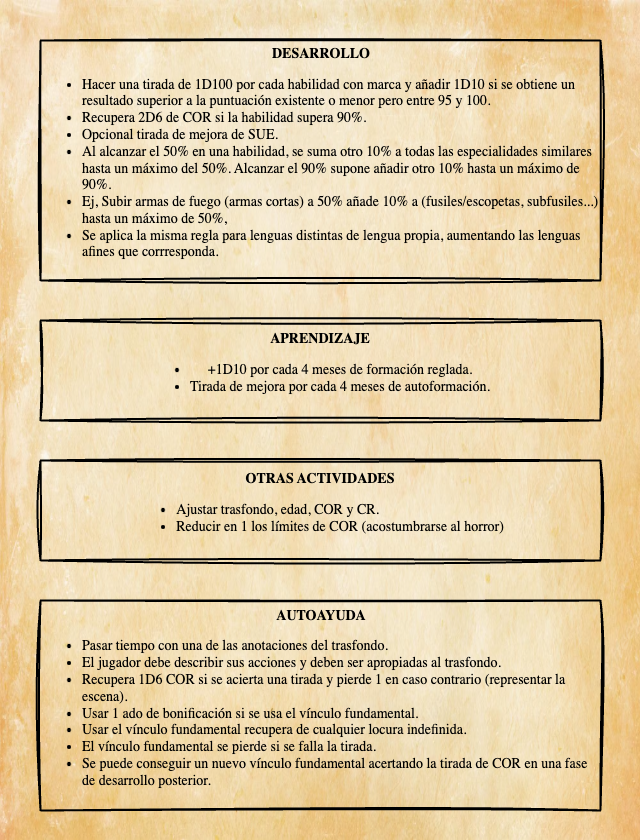 DESARROLLO
• Hacer una tirada de 1D100 por cada habilidad con marca y añadir 1D10 si se obtiene un
resultado superior a la puntuación existente o menor pero entre 95 y 100.
• Recupera 2D6 de COR si la habilidad supera 90%.
• Opcional tirada de mejora de SUE.
• Al alcanzar el 50% en una habilidad, se suma otro 10% a todas las especialidades similares
hasta un máximo del 50%. Alcanzar el 90% supone añadir otro 10% hasta un máximo de
90%.
• Ej, Subir armas de fuego (armas cortas) a 50% añade 10% a (fusiles/escopetas, subfusiles...)
hasta un máximo de 50%,
• Se aplica la misma regla para lenguas distintas de lengua propia, aumentando las lenguas
afines que corrresponda.
APRENDIZAJE
• +1D10 por cada 4 meses de formación reglada.
• Tirada de mejora por cada 4 meses de autoformación.
OTRAS ACTIVIDADES
• Ajustar trasfondo, edad, COR y CR.
• Reducir en 1 los límites de COR (acostumbrarse al horror)
AUTOAYUDA
• Pasar tiempo con una de las anotaciones del trasfondo.
• El jugador debe describir sus acciones y deben ser apropiadas al trasfondo.
• Recupera 1D6 COR si se acierta una tirada y pierde 1 en caso contrario (representar la
escena).
• Usar 1 ado de bonificación si se usa el vínculo fundamental.
• Usar el vínculo fundamental recupera de cualquier locura indefinida.
• El vínculo fundamental se pierde si se falla la tirada.
• Se puede conseguir un nuevo vínculo fundamental acertando la tirada de COR en una fase
de desarrollo posterior.